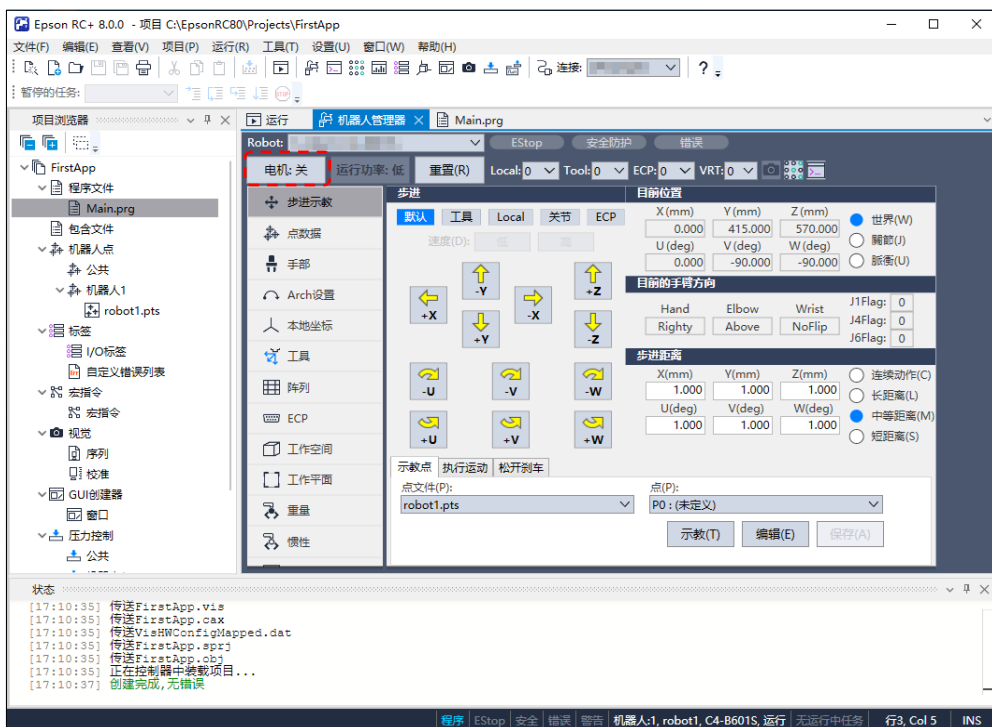 Epson RC+ 8.0.0 - 项目 C:\EpsonRC80\Projects\FirstApp
文件(F) 编辑(E) 查看(V) 项目(P) 运行(R) 工具(T) 设置(U) 窗口(W) 帮助(H)
连接: ?
暂停的任务: STOP
项目浏览器
运行 机器人管理器 Main.prg
FirstApp
程序文件
Main.prg
包含文件
机器人点
公共
机器人1
robot1.pts
标签
I/O标签
自定义错误列表
宏指令
宏指令
视觉
序列
校准
GUI创建器
窗口
压力控制
公共
Robot: EStop 安全防护 错误
电机: 关 运行功率: 低 重置(R) Local: 0 Tool: 0 ECP: 0 VRT: 0
步进示教
点数据
手部
Arch设置
本地坐标
工具
阵列
ECP
工作空间
工作平面
重量
惯性
步进
默认 工具 Local 关节 ECP
速度(D): 低 高
-Y +Z
+X -X
+Y -Z
-U -V -W
+U +V +W
目前位置
X (mm) Y (mm) Z (mm)
0.000 415.000 570.000
U (deg) V (deg) W (deg)
0.000 -90.000 -90.000
世界(W)
關節(J)
脈衝(U)
目前的手臂方向
Hand Elbow Wrist
Righty Above NoFlip
J1Flag: 0
J4Flag: 0
J6Flag: 0
步进距离
X(mm) Y(mm) Z(mm)
1.000 1.000 1.000
U(deg) V(deg) W(deg)
1.000 1.000 1.000
连续动作(C)
长距离(L)
中等距离(M)
短距离(S)
示教点 执行运动 松开刹车
点文件(P): 点(P):
robot1.pts P0 : (未定义)
示教(T) 编辑(E) 保存(A)
状态
[17:10:35] 传送FirstApp.vis
[17:10:35] 传送FirstApp.cax
[17:10:35] 传送VisHWConfigMapped.dat
[17:10:35] 传送FirstApp.sprj
[17:10:35] 传送FirstApp.obj
[17:10:35] 正在控制器中装载项目...
[17:10:37] 创建完成,无错误
程序 EStop 安全 错误 警告 机器人:1, robot1, C4-B601S, 运行 无运行中任务 行3, Col 5 INS